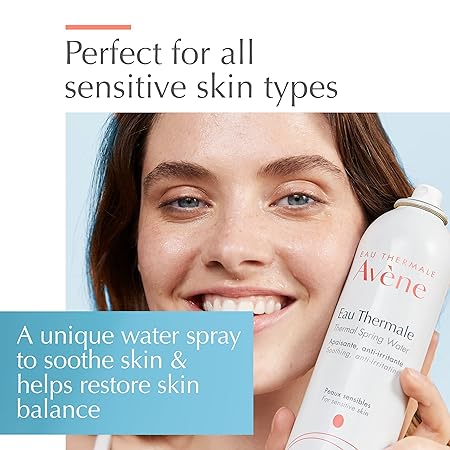 Perfect for all
sensitive skin types
A unique water spray
to soothe skin &
helps restore skin
balance
EAU THERMALE
Avène
Eau Thermale
Thermal Spring Water
Apaisante, anti-irritante
Soothing, anti-irritating
Peaux sensibles
For sensitive skin